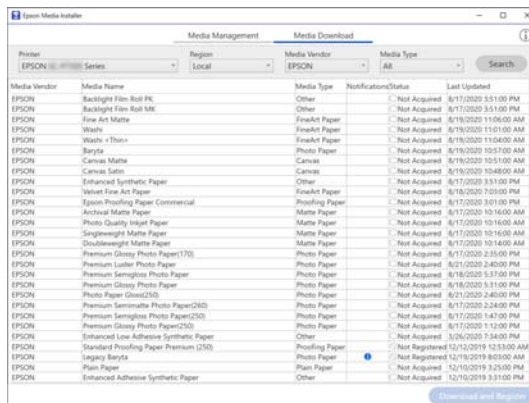 Epson Media Installer
Media Management Media Download
Printer Region Media Vendor Media Type
EPSON Series Local EPSON All Search
Media Vendor Media Name Media Type Notifications Status Last Updated
EPSON Backlight Film Roll PK Other Not Acquired 8/17/2020 3:51:00 PM
EPSON Backlight Film Roll MK Other Not Acquired 8/17/2020 3:51:00 PM
EPSON Fine Art Matte FineArt Paper Not Acquired 8/19/2020 11:06:00 AM
EPSON Washi FineArt Paper Not Acquired 8/19/2020 11:01:00 AM
EPSON Washi <Thin> FineArt Paper Not Acquired 8/19/2020 11:04:00 AM
EPSON Baryta Photo Paper Not Acquired 8/19/2020 10:57:00 AM
EPSON Canvas Matte Canvas Not Acquired 8/19/2020 10:51:00 AM
EPSON Canvas Satin Canvas Not Acquired 8/19/2020 10:48:00 AM
EPSON Enhanced Synthetic Paper Other Not Acquired 8/17/2020 3:51:00 PM
EPSON Velvet Fine Art Paper FineArt Paper Not Acquired 8/18/2020 7:03:00 PM
EPSON Epson Proofing Paper Commercial Proofing Paper Not Acquired 8/18/2020 3:01:00 PM
EPSON Archival Matte Paper Matte Paper Not Acquired 8/17/2020 10:16:00 AM
EPSON Photo Quality Inkjet Paper Matte Paper Not Acquired 8/17/2020 10:16:00 AM
EPSON Singleweight Matte Paper Matte Paper Not Acquired 8/17/2020 10:16:00 AM
EPSON Doubleweight Matte Paper Matte Paper Not Acquired 8/17/2020 10:14:00 AM
EPSON Premium Glossy Photo Paper(170) Photo Paper Not Acquired 8/17/2020 2:35:00 PM
EPSON Premium Luster Photo Paper Photo Paper Not Acquired 8/21/2020 2:40:00 PM
EPSON Premium Semigloss Photo Paper Photo Paper Not Acquired 8/18/2020 5:37:00 PM
EPSON Premium Glossy Photo Paper Photo Paper Not Acquired 8/18/2020 5:31:00 PM
EPSON Photo Paper Gloss(250) Photo Paper Not Acquired 8/21/2020 2:40:00 PM
EPSON Premium Semimatte Photo Paper(260) Photo Paper Not Acquired 8/17/2020 2:24:00 PM
EPSON Premium Semigloss Photo Paper(250) Photo Paper Not Acquired 8/17/2020 1:47:00 PM
EPSON Premium Glossy Photo Paper(250) Photo Paper Not Acquired 8/17/2020 1:12:00 PM
EPSON Enhanced Low Adhesive Synthetic Paper Other Not Acquired 3/26/2020 7:34:00 PM
EPSON Standard Proofing Paper Premium (250) Proofing Paper Not Registered 12/12/2019 12:53:00 AM
EPSON Legacy Baryta Photo Paper Not Registered 12/19/2019 8:03:00 AM
EPSON Plain Paper Plain Paper Not Acquired 12/10/2019 3:25:00 PM
EPSON Enhanced Adhesive Synthetic Paper Other Not Acquired 12/10/2019 3:31:00 PM
Download and Register